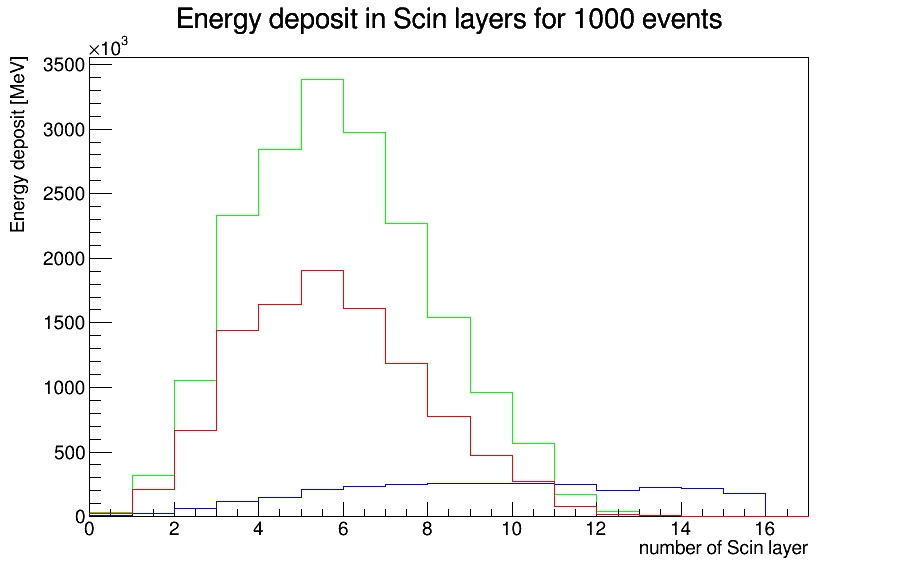 Energy deposit in Scin layers for 1000 events
×10³
Energy deposit [MeV]
3500
3000
2500
2000
1500
1000
500
0
0 2 4 6 8 10 12 14 16
number of Scin layer